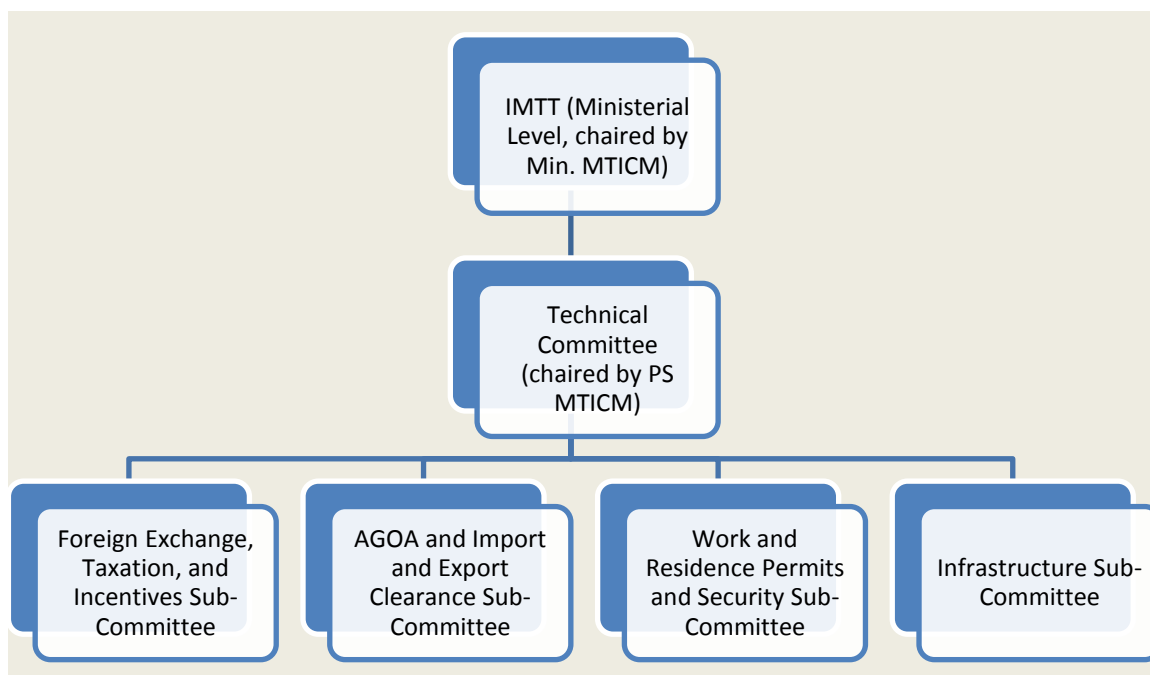 IMTT (Ministerial
Level, chaired by
Min. MTICM)
Technical
Committee
(chaired by PS
MTICM)
Foreign Exchange,
Taxation, and
Incentives Sub-
Committee
AGOA and Import
and Export
Clearance Sub-
Committee
Work and
Residence Permits
and Security Sub-
Committee
Infrastructure Sub-
Committee